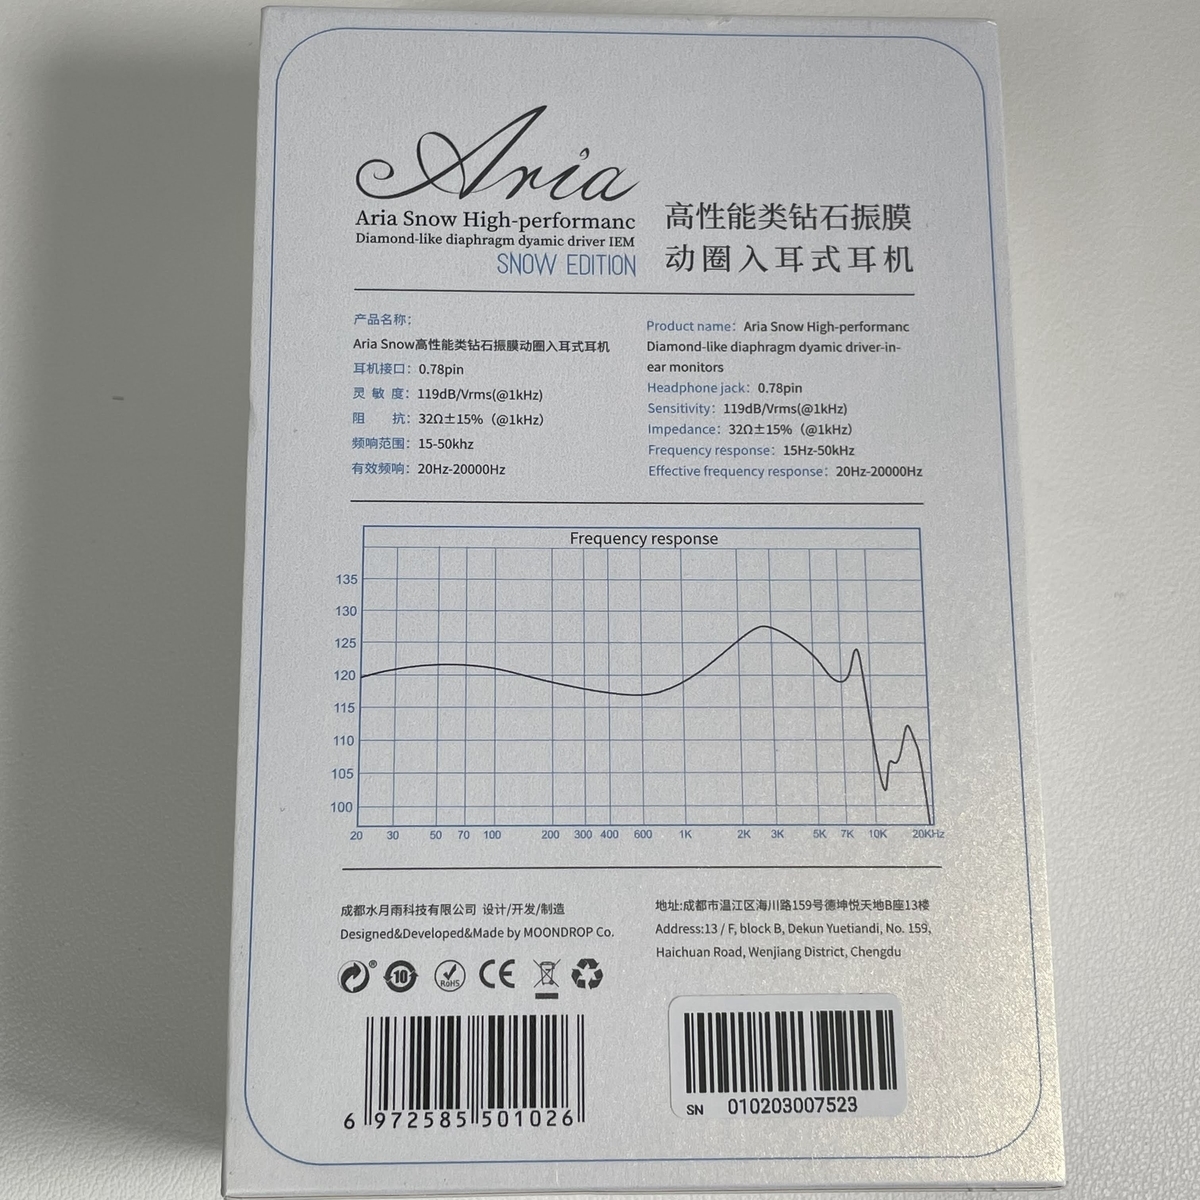 Aria
Aria Snow High-performanc
Diamond-like diaphragm dyamic driver IEM
SNOW EDITION
高性能类钻石振膜
动圈入耳式耳机
产品名称：
Aria Snow高性能类钻石振膜动圈入耳式耳机
耳机接口：0.78pin
灵 敏 度：119dB/Vrms(@1kHz)
阻 抗：32Ω±15%（@1kHz）
频响范围：15-50khz
有效频响：20Hz-20000Hz
Product name：Aria Snow High-performanc
Diamond-like diaphragm dyamic driver-in-
ear monitors
Headphone jack：0.78pin
Sensitivity：119dB/Vrms(@1kHz)
Impedance：32Ω±15%（@1kHz）
Frequency response：15Hz-50kHz
Effective frequency response：20Hz-20000Hz
Frequency response
135
130
125
120
115
110
105
100
20 30 50 70 100 200 300 400 600 1K 2K 3K 5K 7K 10K 20KHz
成都水月雨科技有限公司 设计/开发/制造
Designed&Developed&Made by MOONDROP Co.
地址:成都市温江区海川路159号德坤悦天地B座13楼
Address:13 / F, block B, Dekun Yuetiandi, No. 159,
Haichuan Road, Wenjiang District, Chengdu
® 10 RoHS CE
6 972585 501026
SN 010203007523